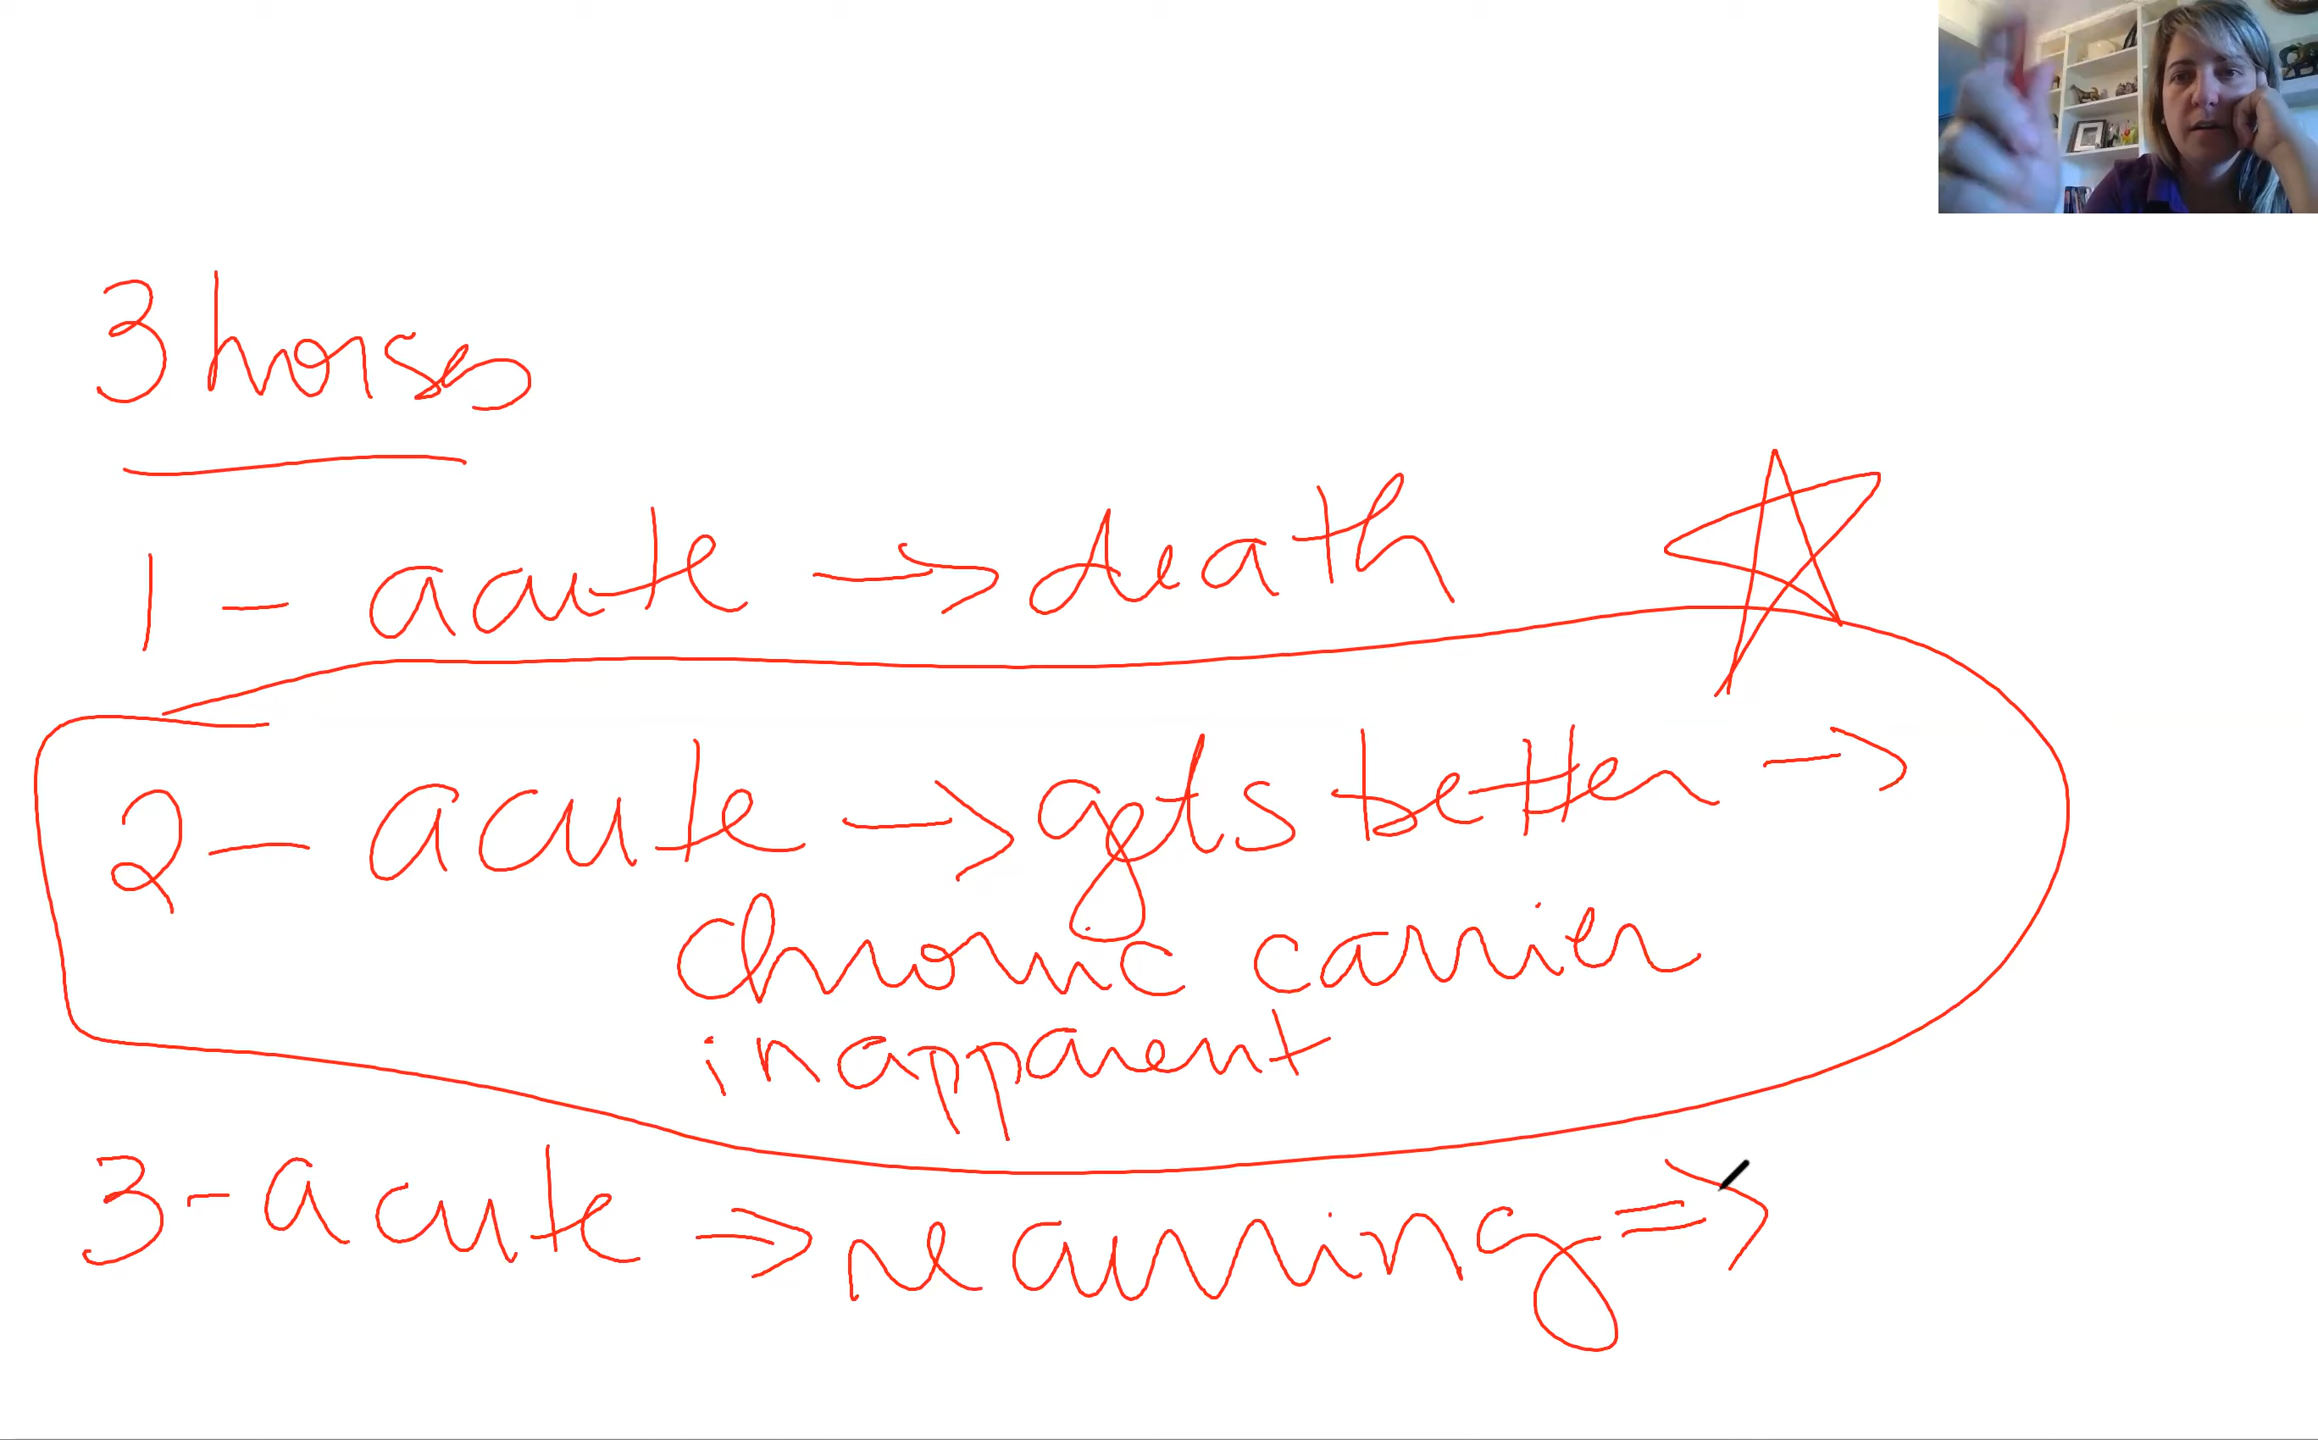 3 horses
1 - acute → death
2 - acute → gets better →
chronic carrier
inapparent
3 - acute → recurring ⇒